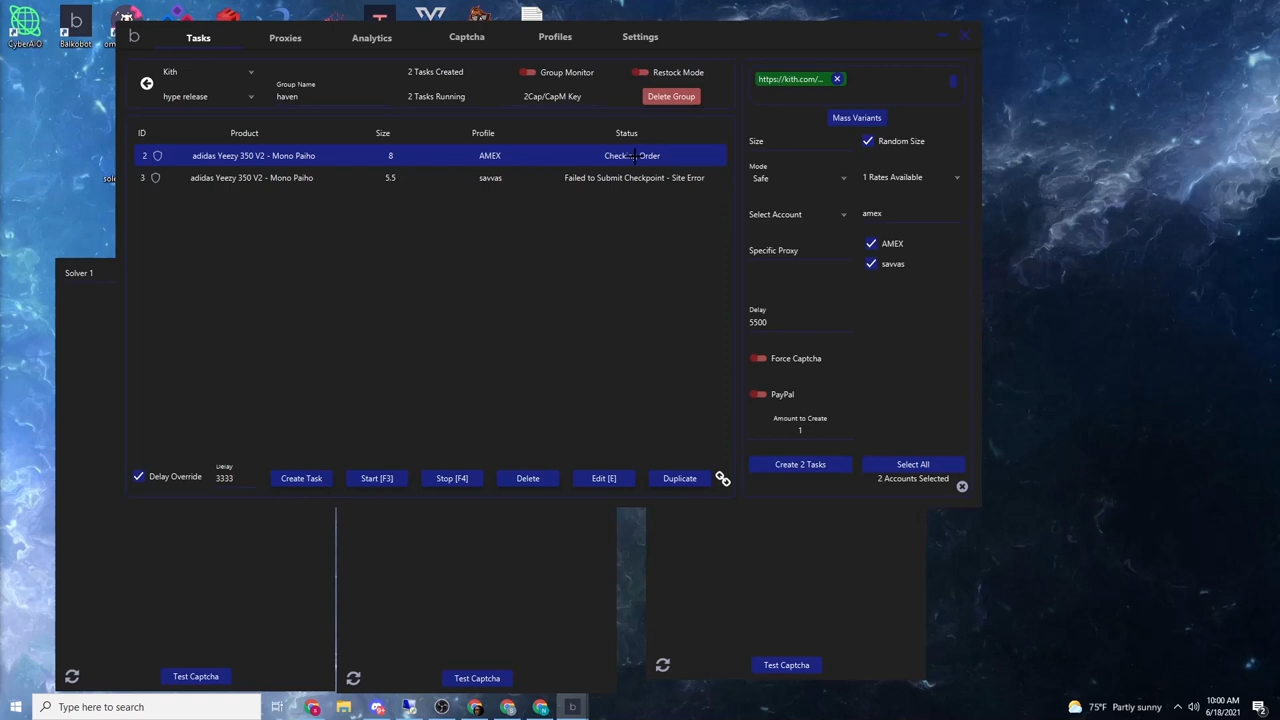 CyberAIO
Balkobot
om
Tasks
Proxies
Analytics
Captcha
Profiles
Settings
Kith
2 Tasks Created
Group Monitor
Restock Mode
https://kith.com/...
hype release
Group Name
haven
2 Tasks Running
2Cap/CapM Key
Delete Group
Mass Variants
ID
Product
Size
Profile
Status
Size
Random Size
2
adidas Yeezy 350 V2 - Mono Paiho
8
AMEX
Mode
Safe
1 Rates Available
3
adidas Yeezy 350 V2 - Mono Paiho
5.5
savvas
Failed to Submit Checkpoint - Site Error
sole
Select Account
amex
Specific Proxy
AMEX
savvas
Solver 1
Delay
5500
Force Captcha
PayPal
Amount to Create
1
Delay Override
Delay
3333
Create Task
Start [F3]
Stop [F4]
Delete
Edit [E]
Duplicate
Create 2 Tasks
Select All
2 Accounts Selected
Test Captcha
Test Captcha
Test Captcha
Type here to search
75°F Partly sunny
10:00 AM
6/18/2021
2